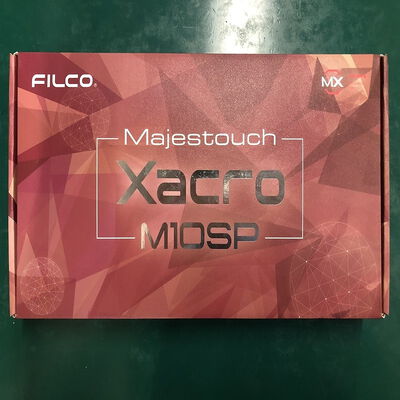 FILCO®
MX
Majestouch
Xacro
M10SP